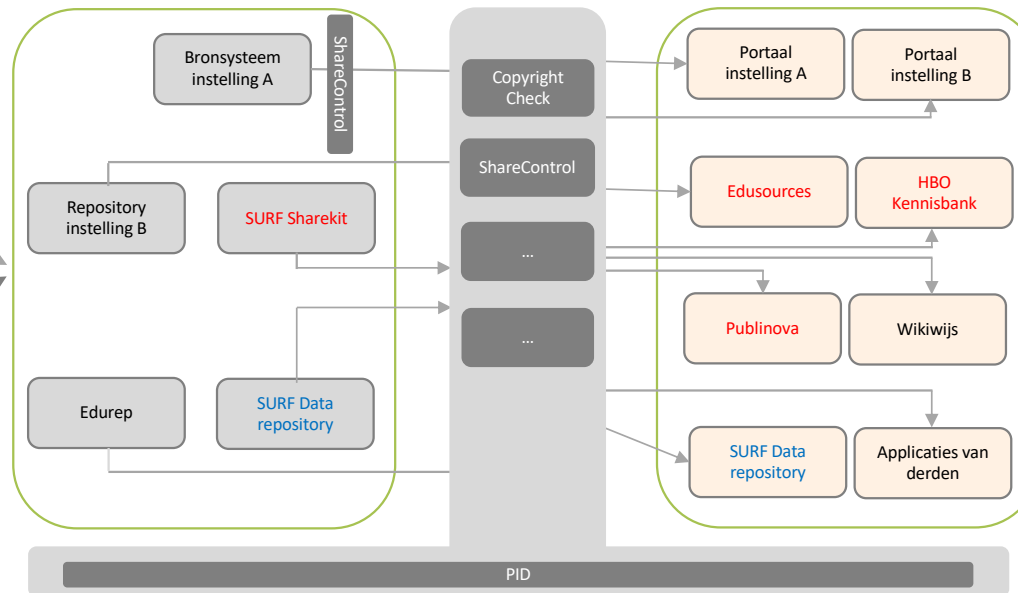 Bronsysteem
instelling A
ShareControl
Repository
instelling B
SURF Sharekit
Edurep
SURF Data
repository
Copyright
Check
ShareControl
...
...
Portaal
instelling A
Portaal
instelling B
Edusources
HBO
Kennisbank
Publinova
Wikiwijs
SURF Data
repository
Applicaties van
derden
PID